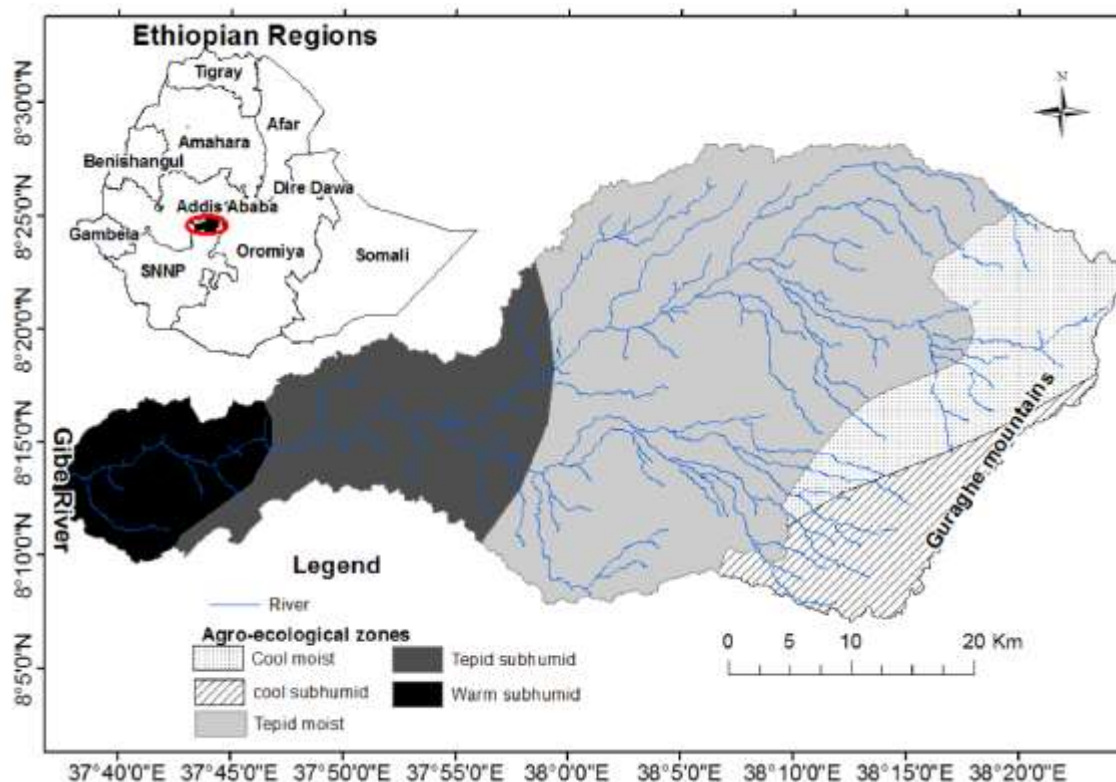 Ethiopian Regions
N
Tigray
Afar
Amahara
Benishangul
Dire Dawa
Addis Ababa
Gambela
Oromiya
Somali
SNNP
8°30'0"N
8°25'0"N
8°20'0"N
8°15'0"N
8°10'0"N
8°5'0"N
Gibe River
Guraghe mountains
Legend
River
Agro-ecological zones
Cool moist
Tepid subhumid
cool subhumid
Warm subhumid
Tepid moist
0 5 10 20 Km
37°40'0"E 37°45'0"E 37°50'0"E 37°55'0"E 38°0'0"E 38°5'0"E 38°10'0"E 38°15'0"E 38°20'0"E